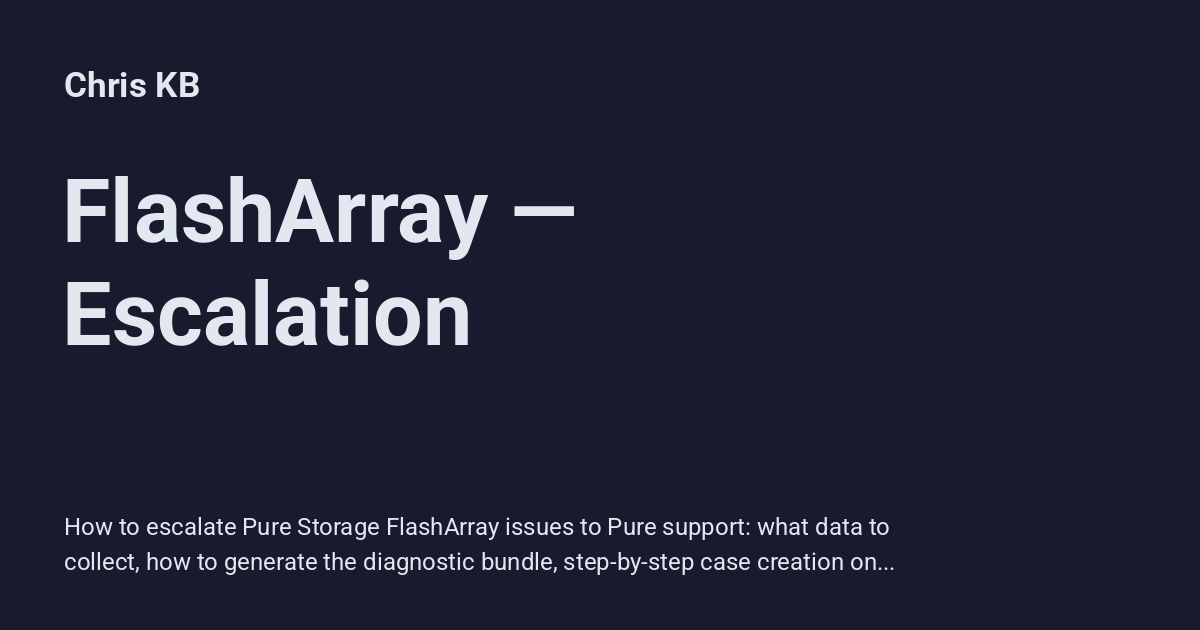 Chris KB
FlashArray —
Escalation
How to escalate Pure Storage FlashArray issues to Pure support: what data to
collect, how to generate the diagnostic bundle, step-by-step case creation on...